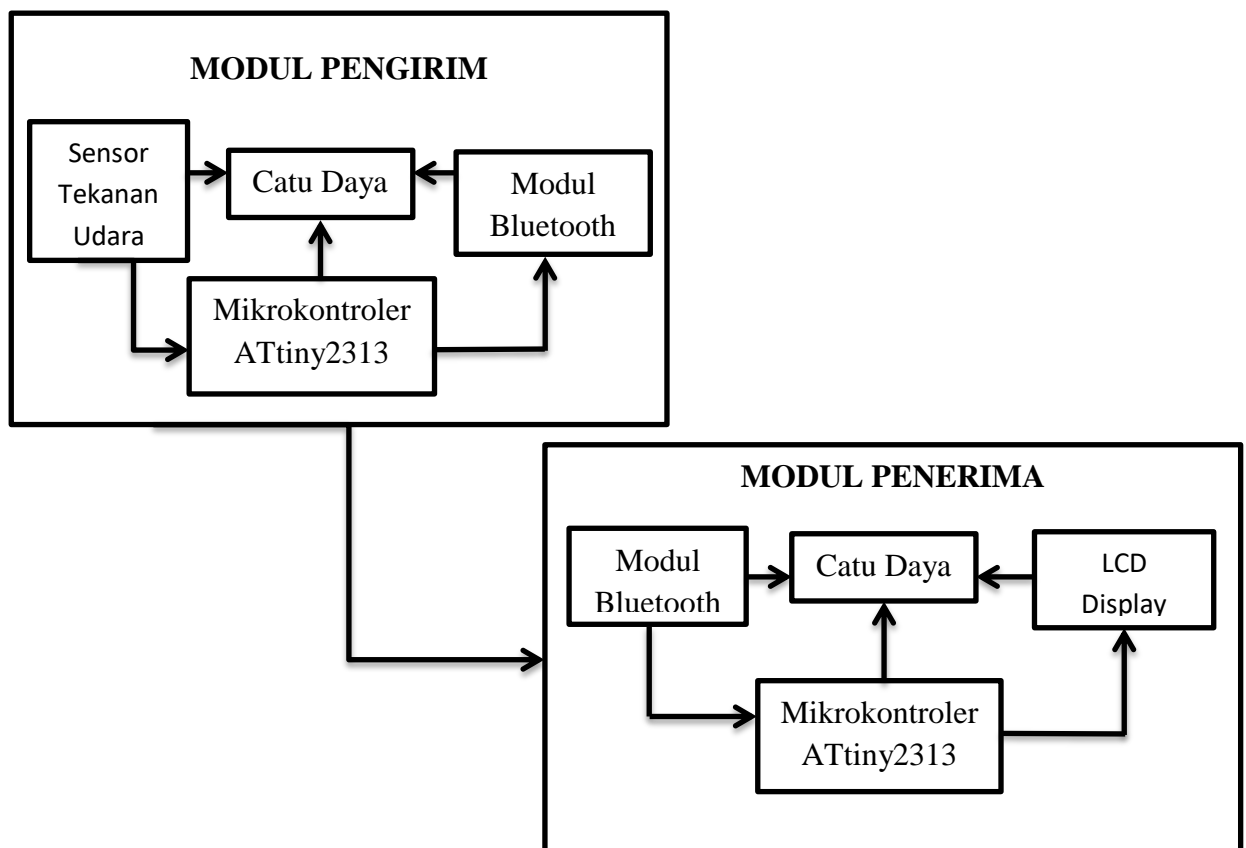 MODUL PENGIRIM
Sensor
Tekanan
Udara
Catu Daya
Modul
Bluetooth
Mikrokontroler
ATtiny2313
MODUL PENERIMA
Modul
Bluetooth
Catu Daya
LCD
Display
Mikrokontroler
ATtiny2313